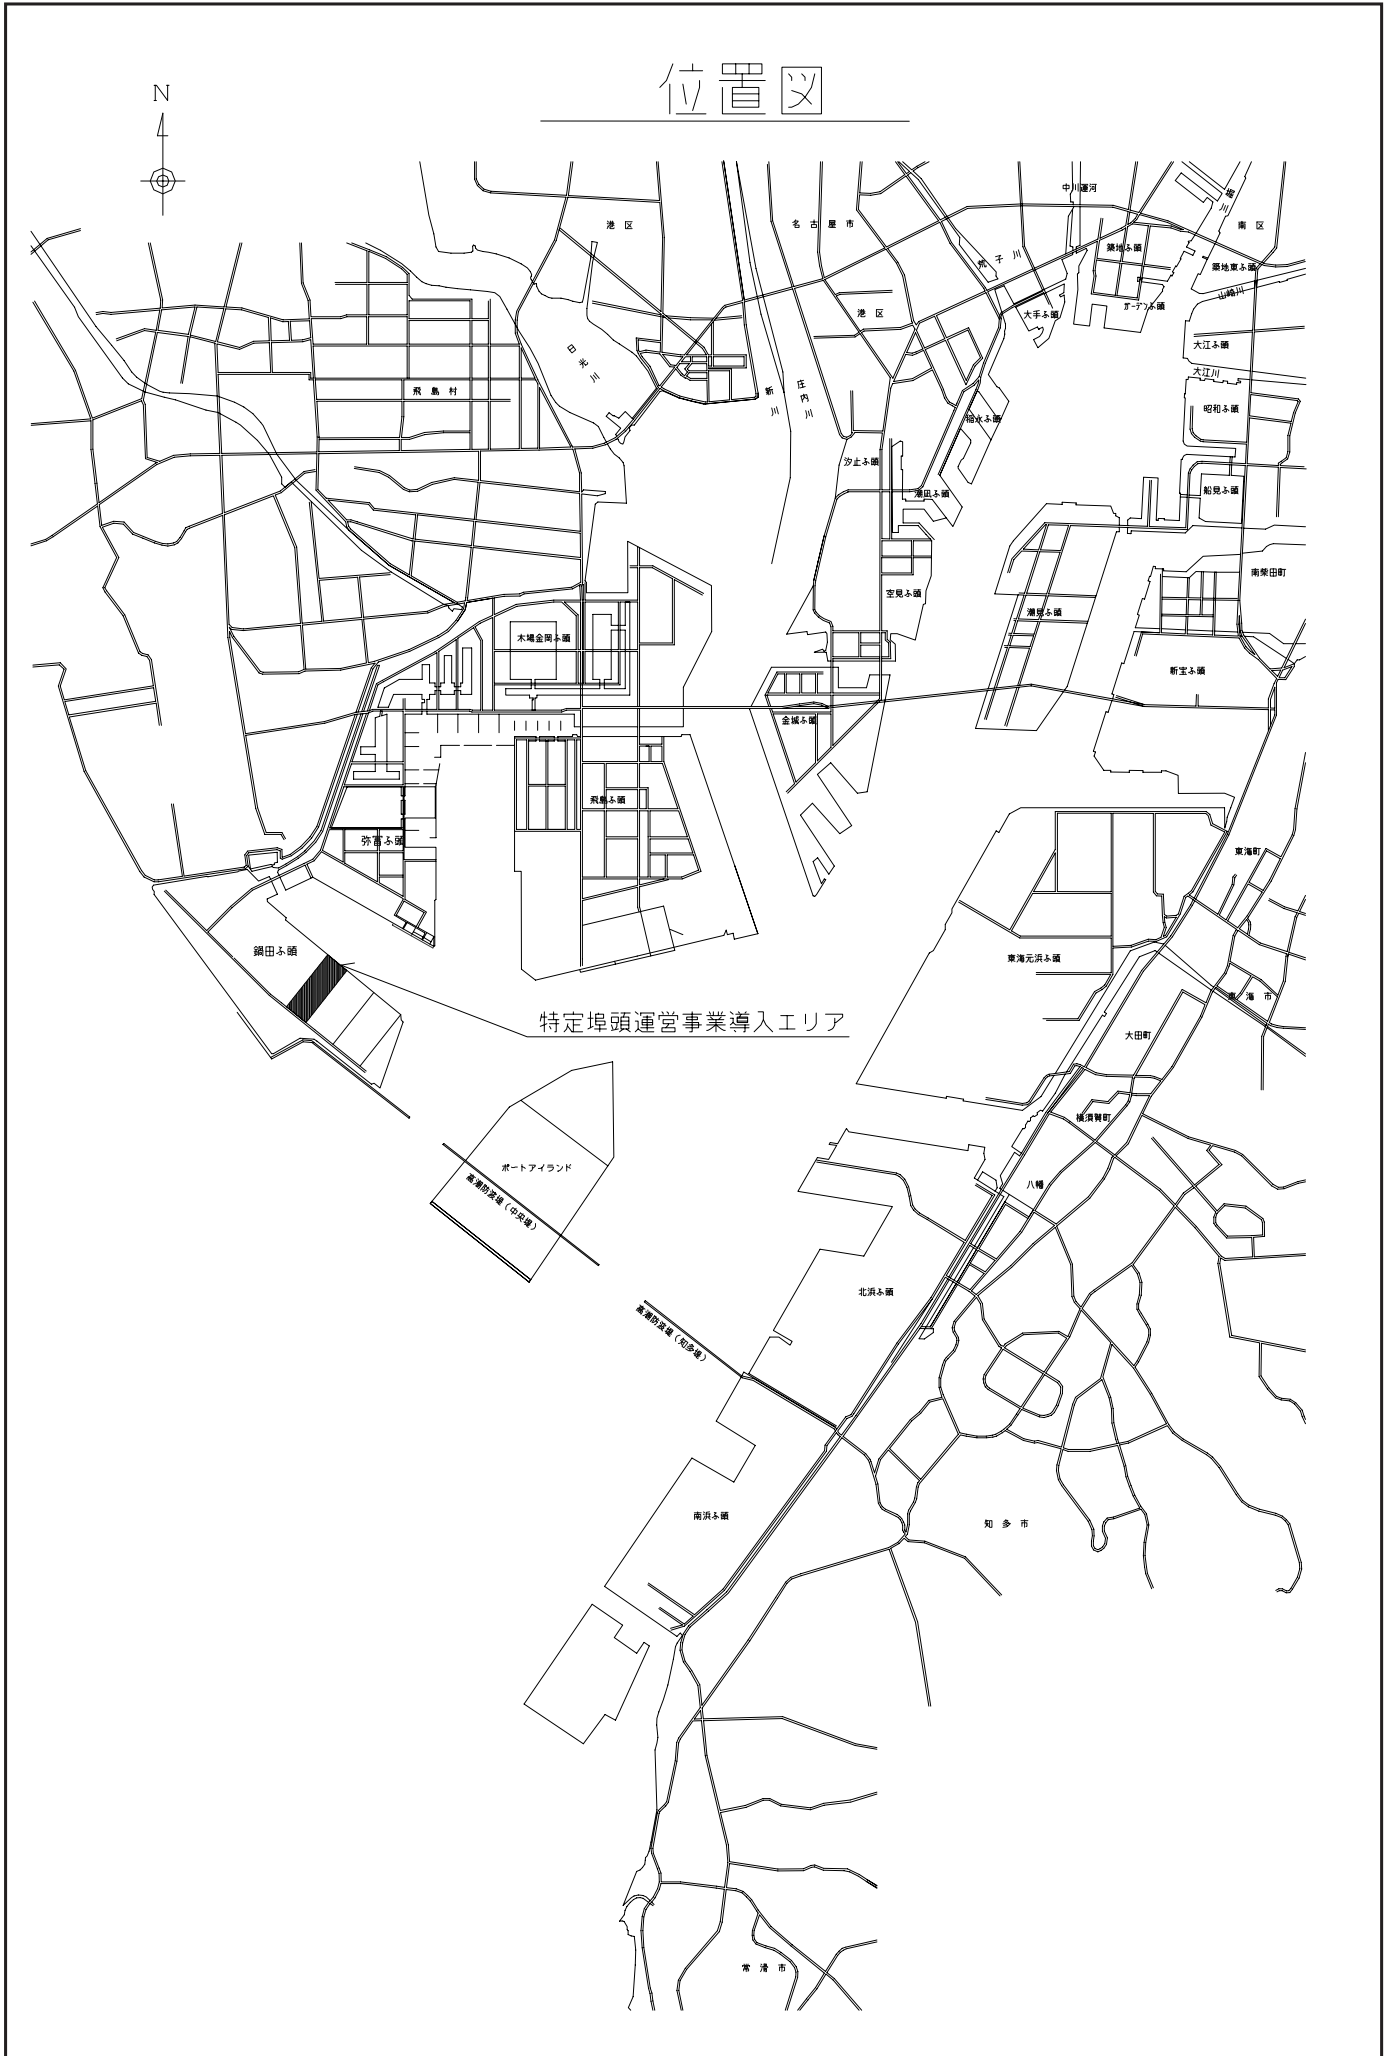 位置図
N
中川運河
港 区
名 古 屋 市
南 区
築地ふ頭
荒 子 川
築地東ふ頭
山崎川
ガーデンふ頭
港 区
大手ふ頭
大江ふ頭
日 光 川
大江川
飛 島 村
新 川
庄 内 川
昭和ふ頭
稲永ふ頭
汐止ふ頭
潮凪ふ頭
船見ふ頭
南柴田町
空見ふ頭
潮見ふ頭
木場金岡ふ頭
新宝ふ頭
金城ふ頭
飛島ふ頭
弥富ふ頭
東海町
鍋田ふ頭
東海元浜ふ頭
東 海 市
特定埠頭運営事業導入エリア
大田町
横須賀町
ポートアイランド
八幡
高潮防波堤(中央堤)
北浜ふ頭
高潮防波堤(知多堤)
南浜ふ頭
知 多 市
常 滑 市